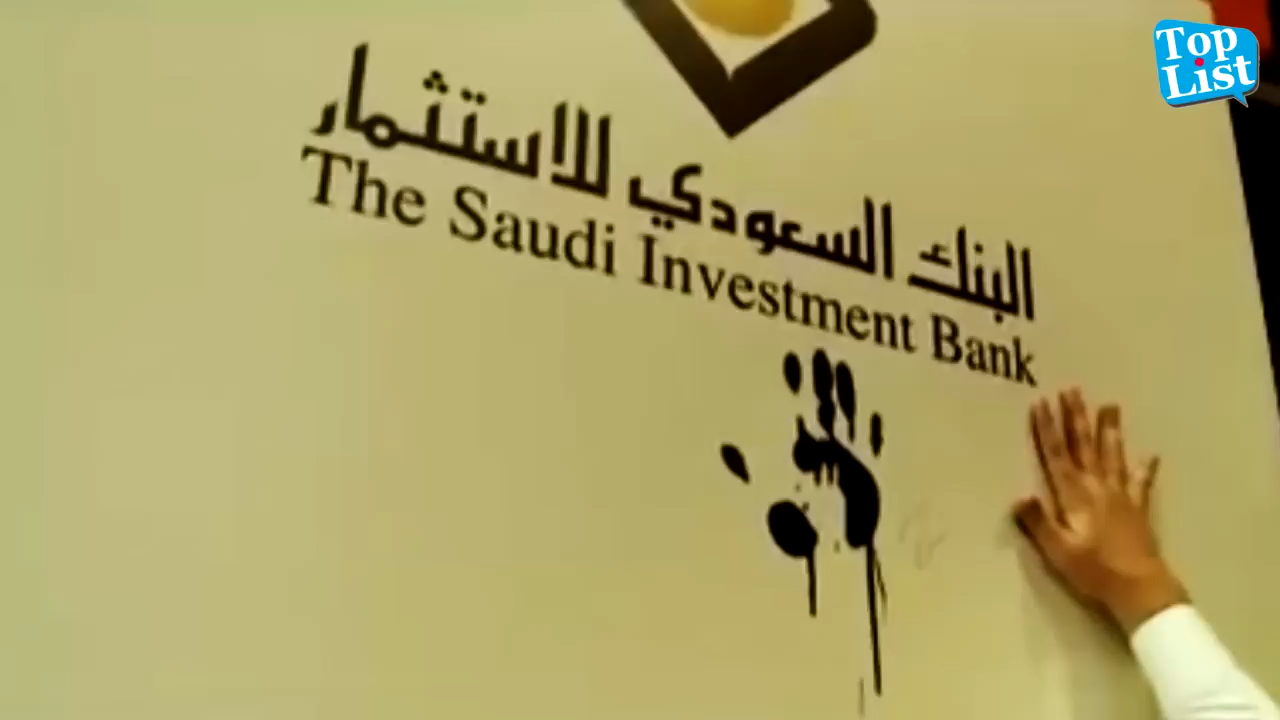 البنك السعودي للاستثمار
The Saudi Investment Bank
Top
List